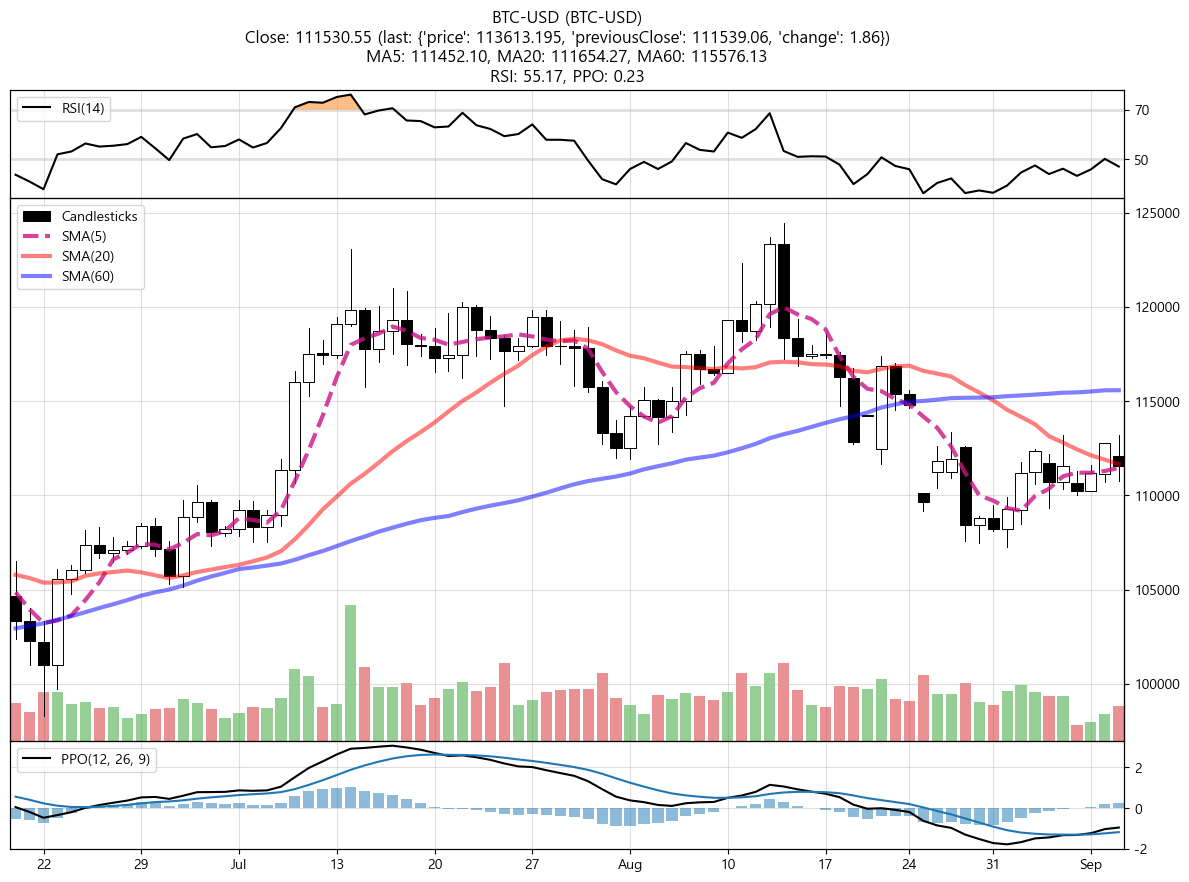 BTC-USD (BTC-USD)
Close: 111530.55 (last: {'price': 113613.195, 'previousClose': 111539.06, 'change': 1.86})
MA5: 111452.10, MA20: 111654.27, MA60: 115576.13
RSI: 55.17, PPO: 0.23
RSI(14)
70
50
Candlesticks
SMA(5)
SMA(20)
SMA(60)
125000
120000
115000
110000
105000
100000
PPO(12, 26, 9)
2
0
-2
22 29 Jul 13 20 27 Aug 10 17 24 31 Sep